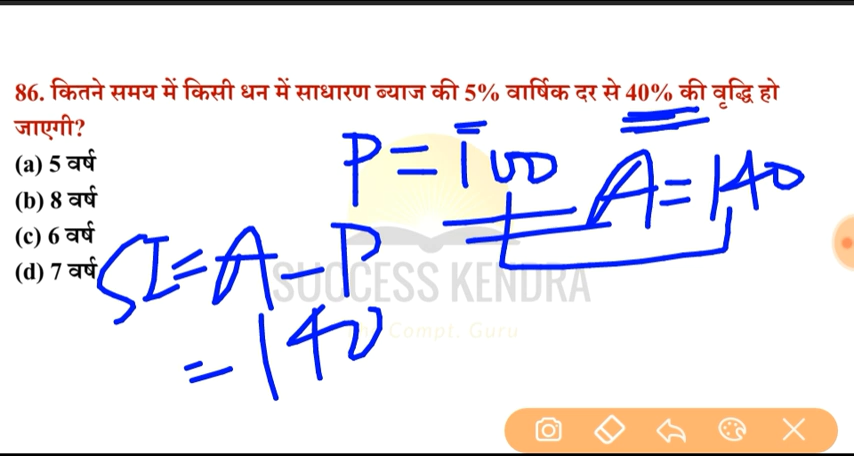 86. कितने समय में किसी धन में साधारण ब्याज की 5% वार्षिक दर से 40% की वृद्धि हो
जाएगी?
(a) 5 वर्ष
(b) 8 वर्ष
(c) 6 वर्ष
(d) 7 वर्ष
P = 100
A = 140
SI = A - P
= 140
SUCCESS KENDRA
Compt. Guru